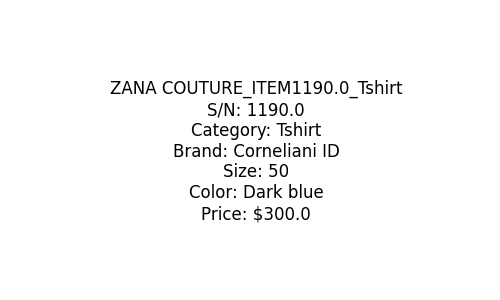 ZANA COUTURE_ITEM1190.0_Tshirt
S/N: 1190.0
Category: Tshirt
Brand: Corneliani ID
Size: 50
Color: Dark blue
Price: $300.0